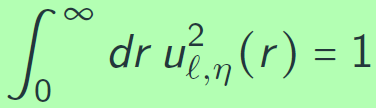 ∫₀^∞ dr u²_{ℓ,η}(r) = 1